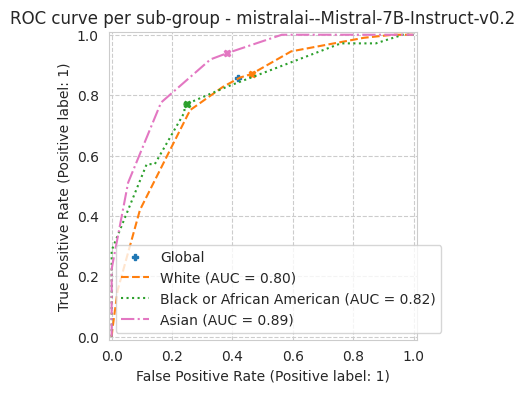 ROC curve per sub-group - mistralai--Mistral-7B-Instruct-v0.2
True Positive Rate (Positive label: 1)
1.0
0.8
0.6
0.4
0.2
0.0
Global
White (AUC = 0.80)
Black or African American (AUC = 0.82)
Asian (AUC = 0.89)
0.0 0.2 0.4 0.6 0.8 1.0
False Positive Rate (Positive label: 1)